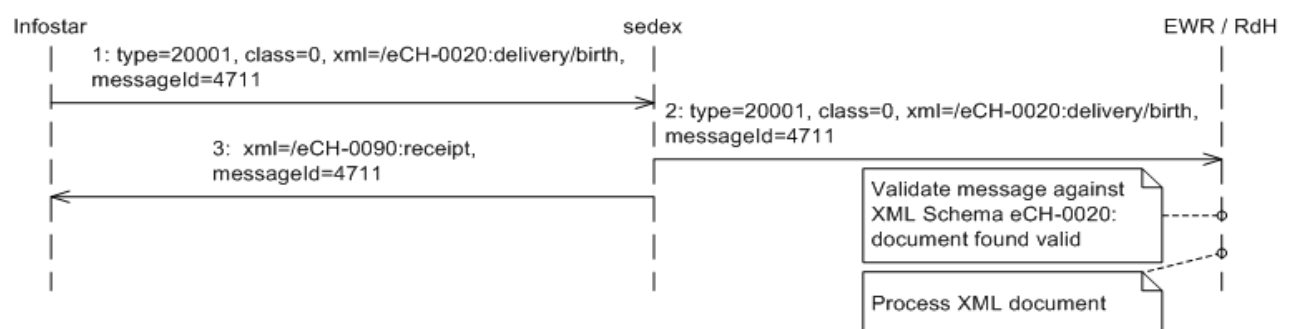 Infostar
sedex
EWR / RdH
1: type=20001, class=0, xml=/eCH-0020:delivery/birth,
messageId=4711
2: type=20001, class=0, xml=/eCH-0020:delivery/birth,
messageId=4711
3: xml=/eCH-0090:receipt,
messageId=4711
Validate message against
XML Schema eCH-0020:
document found valid
Process XML document